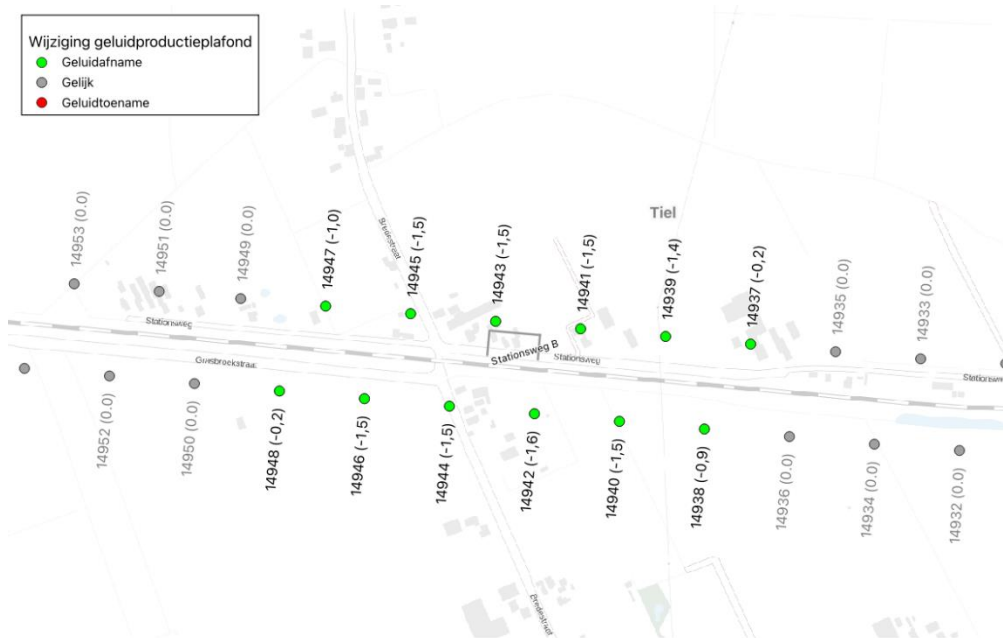 Wijziging geluidproductieplafond
Geluidafname
Gelijk
Geluidtoename
Tiel
Bredestraat
14953 (0.0)
14951 (0.0)
14949 (0.0)
14947 (-1,0)
14945 (-1,5)
14943 (-1,5)
14941 (-1,5)
14939 (-1,4)
14937 (-0,2)
14935 (0.0)
14933 (0.0)
Stationsweg
Stationsweg B
Stationsweg
Stationsweg
14952 (0.0)
14950 (0.0)
14948 (-0,2)
14946 (-1,5)
14944 (-1,5)
14942 (-1,6)
14940 (-1,5)
14938 (-0,9)
14936 (0.0)
14934 (0.0)
14932 (0.0)
Bredestraat